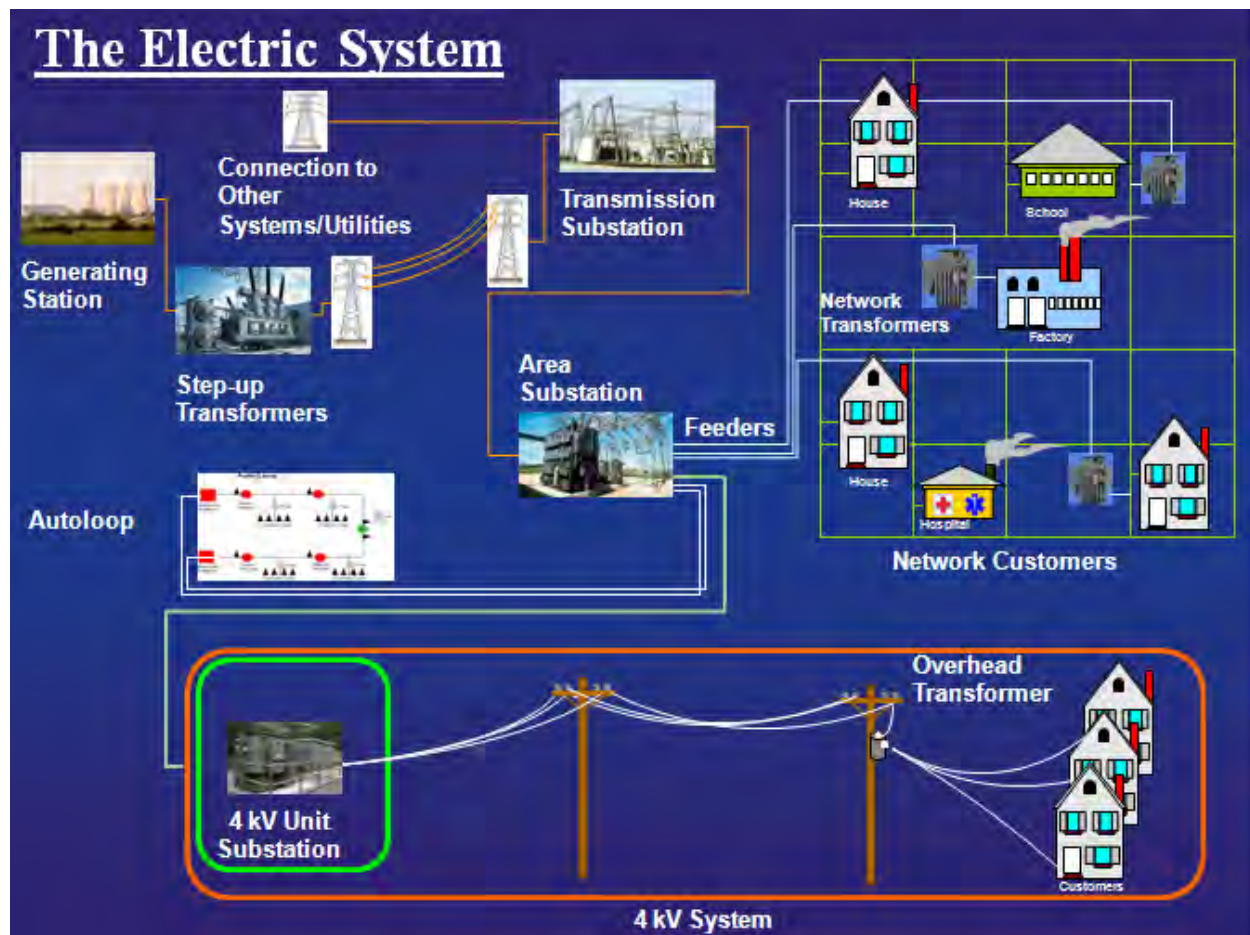 The Electric System
Connection to
Other
Systems/Utilities
Transmission
Substation
Generating
Station
Step-up
Transformers
Area
Substation
Feeders
House
School
Network
Transformers
Factory
House
Hospital
Network Customers
Autoloop
Overhead
Transformer
4 kV Unit
Substation
Customers
4 kV System